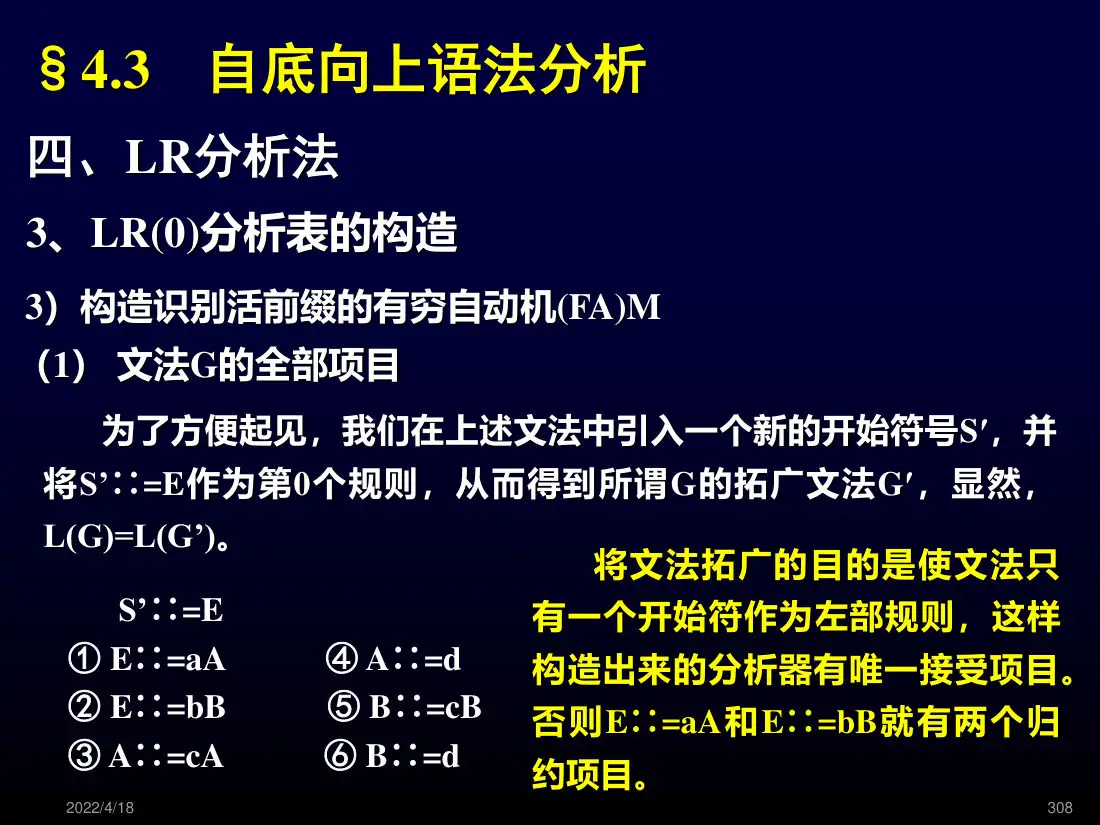 §4.3 自底向上语法分析
四、LR分析法
3、LR(0)分析表的构造
3）构造识别活前缀的有穷自动机(FA)M
（1） 文法G的全部项目
为了方便起见，我们在上述文法中引入一个新的开始符号S′，并
将S’∷=E作为第0个规则，从而得到所谓G的拓广文法G′，显然，
L(G)=L(G’)。
S’∷=E
① E∷=aA ④ A∷=d
② E∷=bB ⑤ B∷=cB
③ A∷=cA ⑥ B∷=d
将文法拓广的目的是使文法只
有一个开始符作为左部规则，这样
构造出来的分析器有唯一接受项目。
否则E∷=aA和E∷=bB就有两个归
约项目。
2022/4/18
308